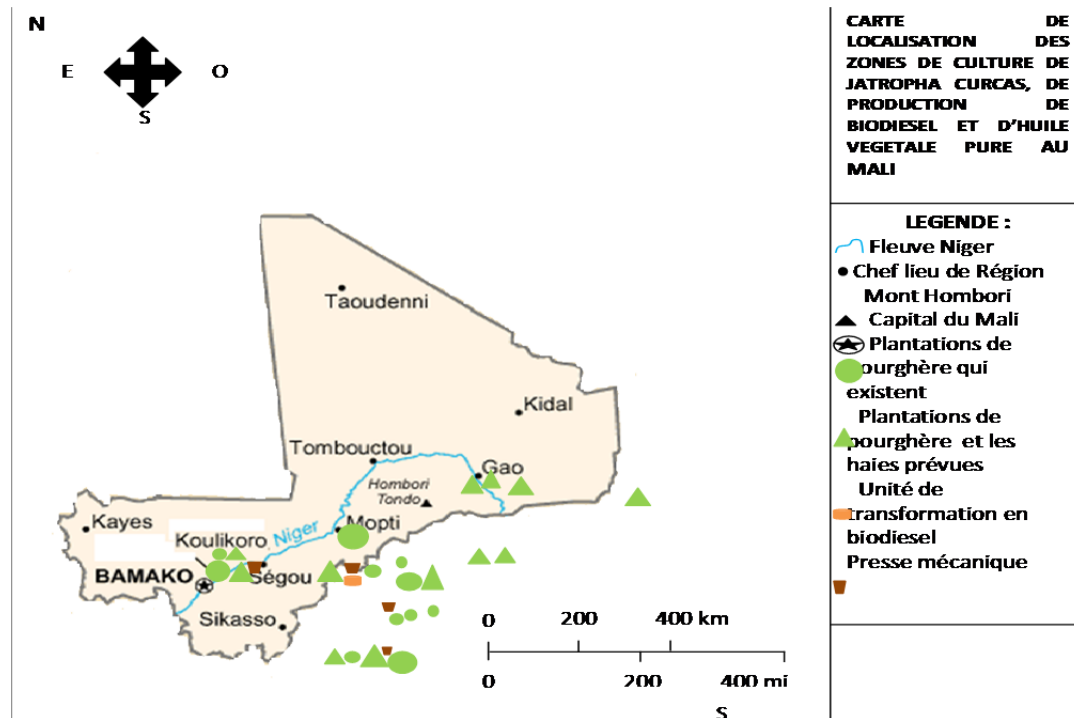 N
E O
S
CARTE DE
LOCALISATION DES
ZONES DE CULTURE DE
JATROPHA CURCAS, DE
PRODUCTION DE
BIODIESEL ET D'HUILE
VEGETALE PURE AU
MALI
LEGENDE :
Fleuve Niger
Chef lieu de Région
Mont Hombori
Capital du Mali
Plantations de
ourghère qui
existent
Plantations de
pourghère et les
haies prévues
Unité de
transformation en
biodiesel
Presse mécanique
Taoudenni
Kidal
Tombouctou
Gao
Hombori
Tondo
Kayes
Niger
Mopti
Koulikoro
BAMAKO
Ségou
Sikasso
0 200 400 km
0 200 400 mi
S